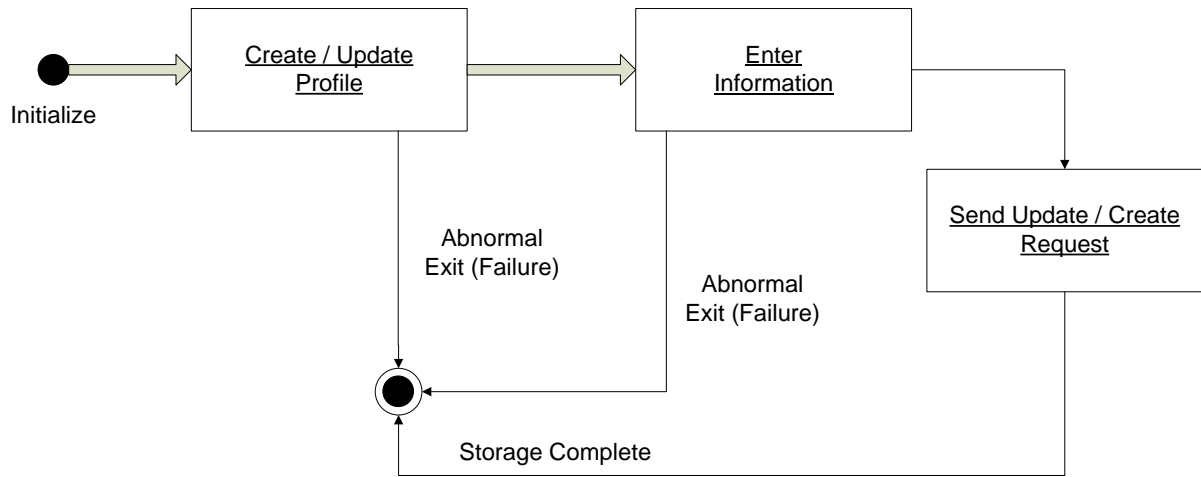 Create / Update
Profile
Enter
Information
Initialize
Send Update / Create
Request
Abnormal
Exit (Failure)
Abnormal
Exit (Failure)
Storage Complete